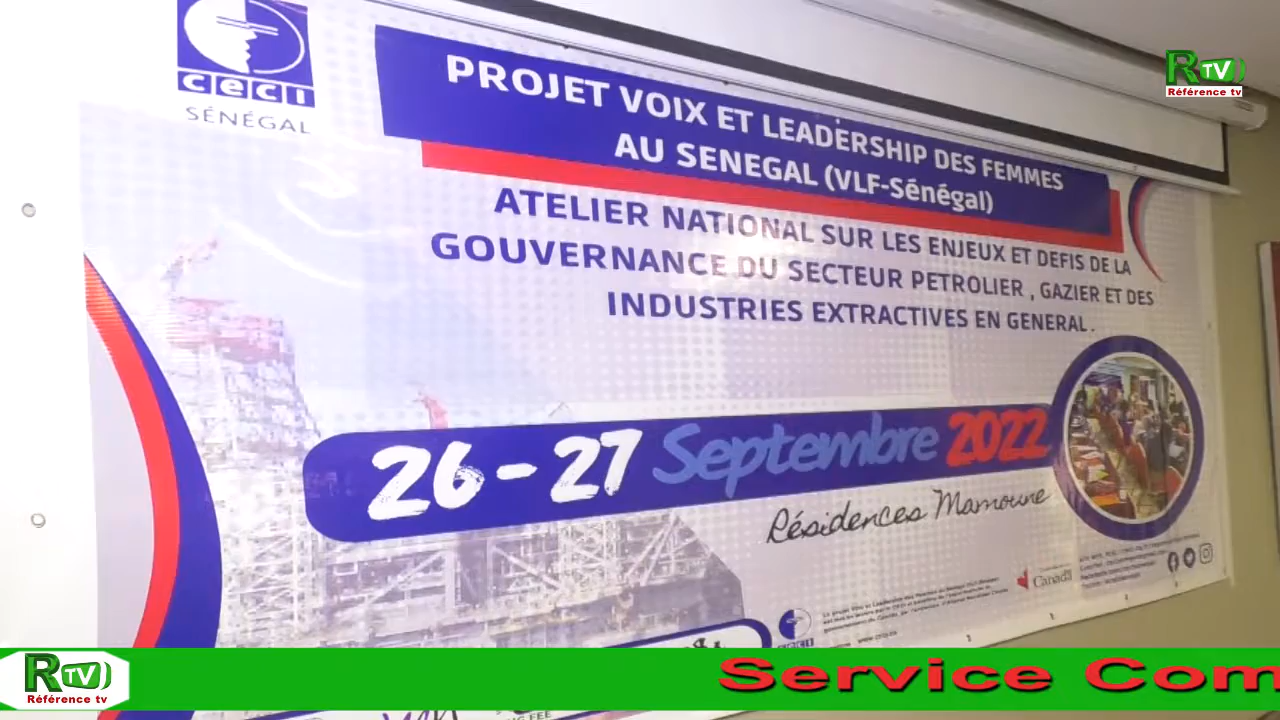 ceci
SÉNÉGAL
PROJET VOIX ET LEADERSHIP DES FEMMES
AU SENEGAL (VLF-Sénégal)
ATELIER NATIONAL SUR LES ENJEUX ET DEFIS DE LA
GOUVERNANCE DU SECTEUR PETROLIER , GAZIER ET DES
INDUSTRIES EXTRACTIVES EN GENERAL .
26-27 Septembre 2022
Résidences Mamoune
Canada
RTV
Référence tv
RTV
Référence tv
Service Com